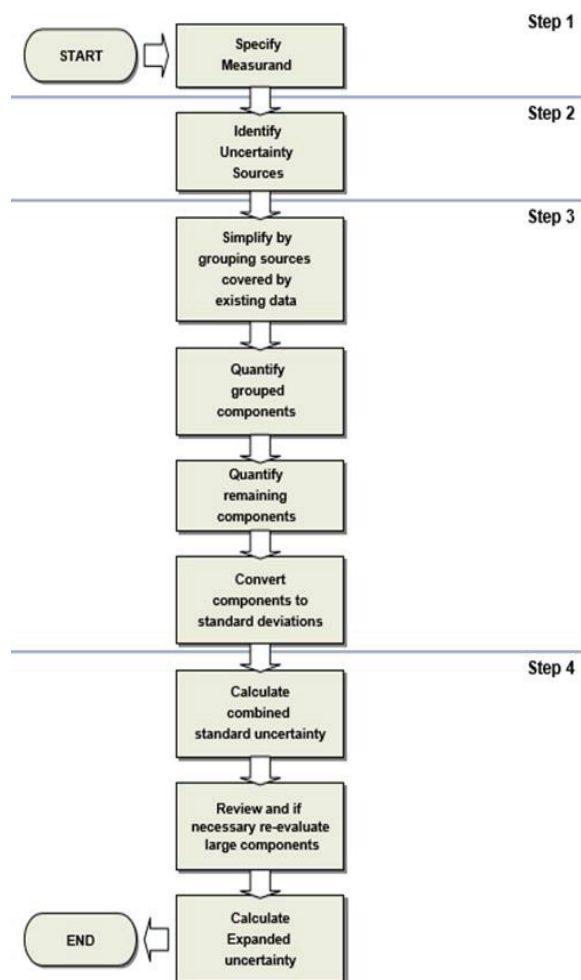 Step 1
START
Specify
Measurand
Step 2
Identify
Uncertainty
Sources
Step 3
Simplify by
grouping sources
covered by
existing data
Quantify
grouped
components
Quantify
remaining
components
Convert
components to
standard deviations
Step 4
Calculate
combined
standard uncertainty
Review and if
necessary re-evaluate
large components
Calculate
Expanded
uncertainty
END